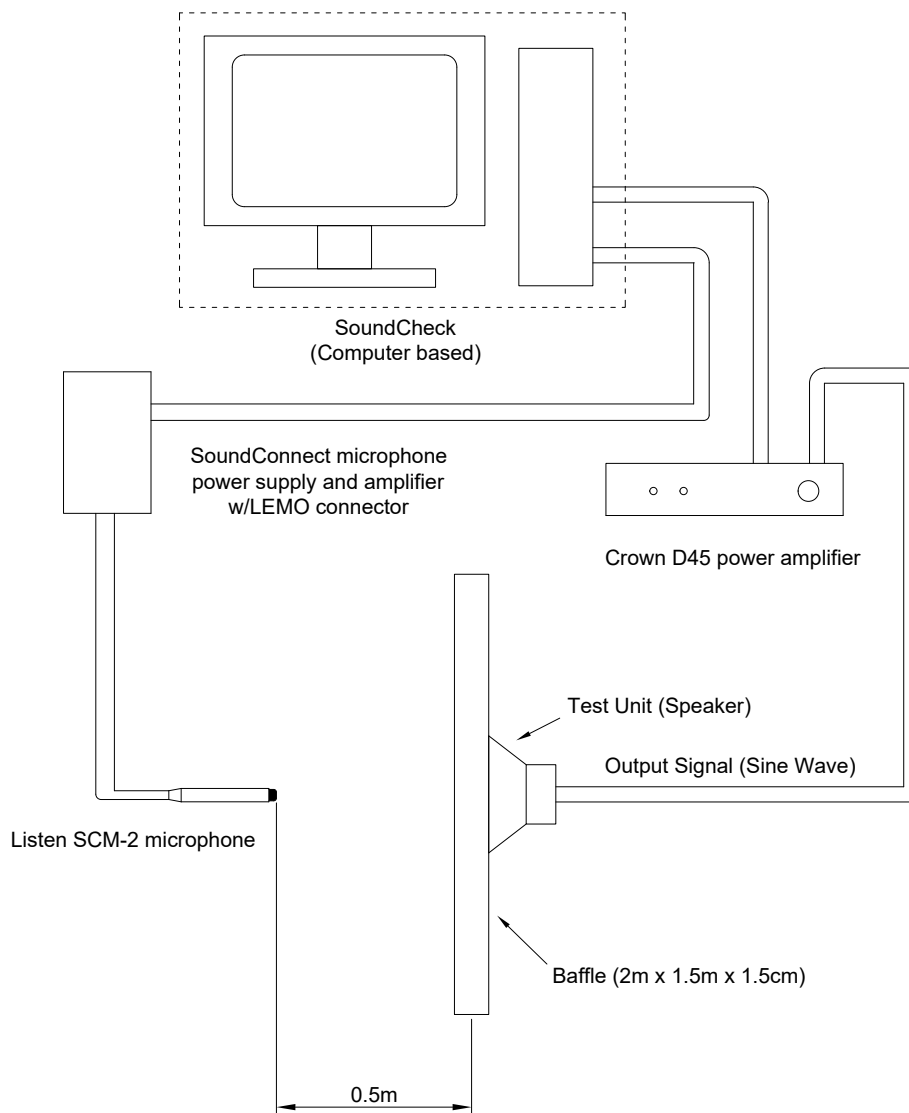 SoundCheck
(Computer based)
SoundConnect microphone
power supply and amplifier
w/LEMO connector
Crown D45 power amplifier
Test Unit (Speaker)
Output Signal (Sine Wave)
Listen SCM-2 microphone
Baffle (2m x 1.5m x 1.5cm)
0.5m